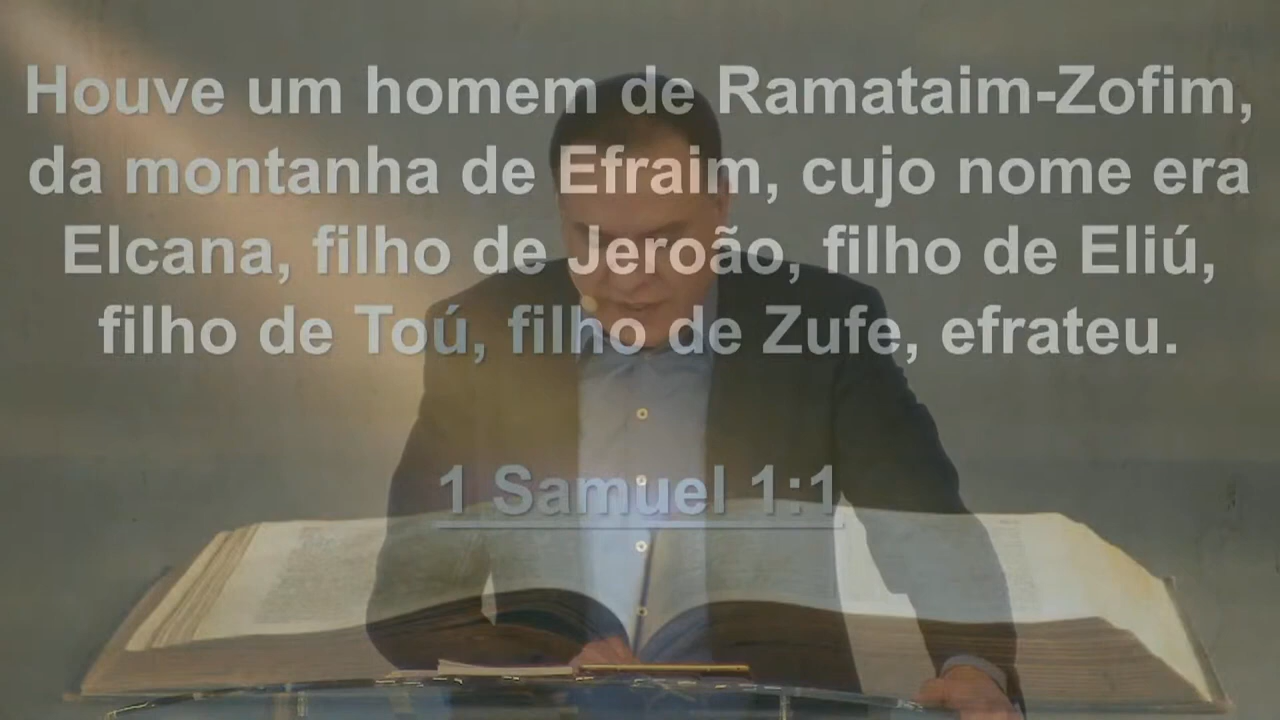 Houve um homem de Ramataim-Zofim,
da montanha de Efraim, cujo nome era
Elcana, filho de Jeroão, filho de Eliú,
filho de Toú, filho de Zufe, efrateu.
1 Samuel 1:1